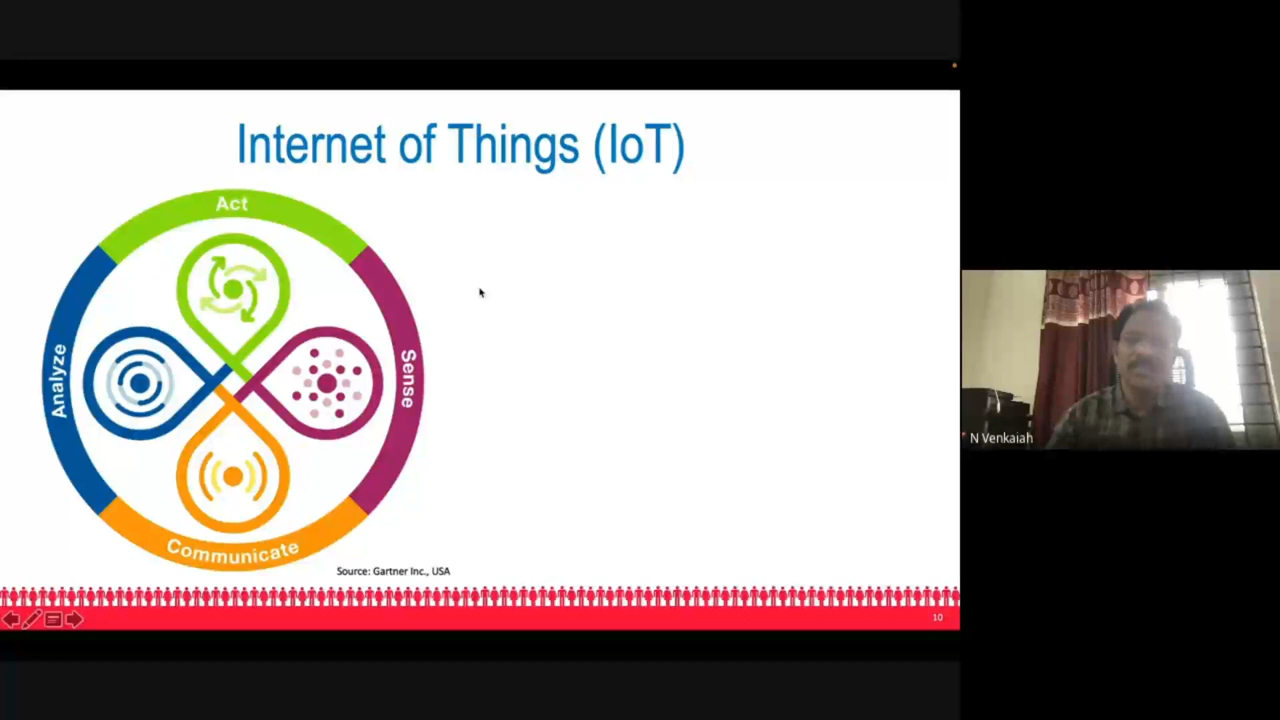 Internet of Things (IoT)
Act
Analyze
Sense
Communicate
Source: Gartner Inc., USA
10
N Venkaiah